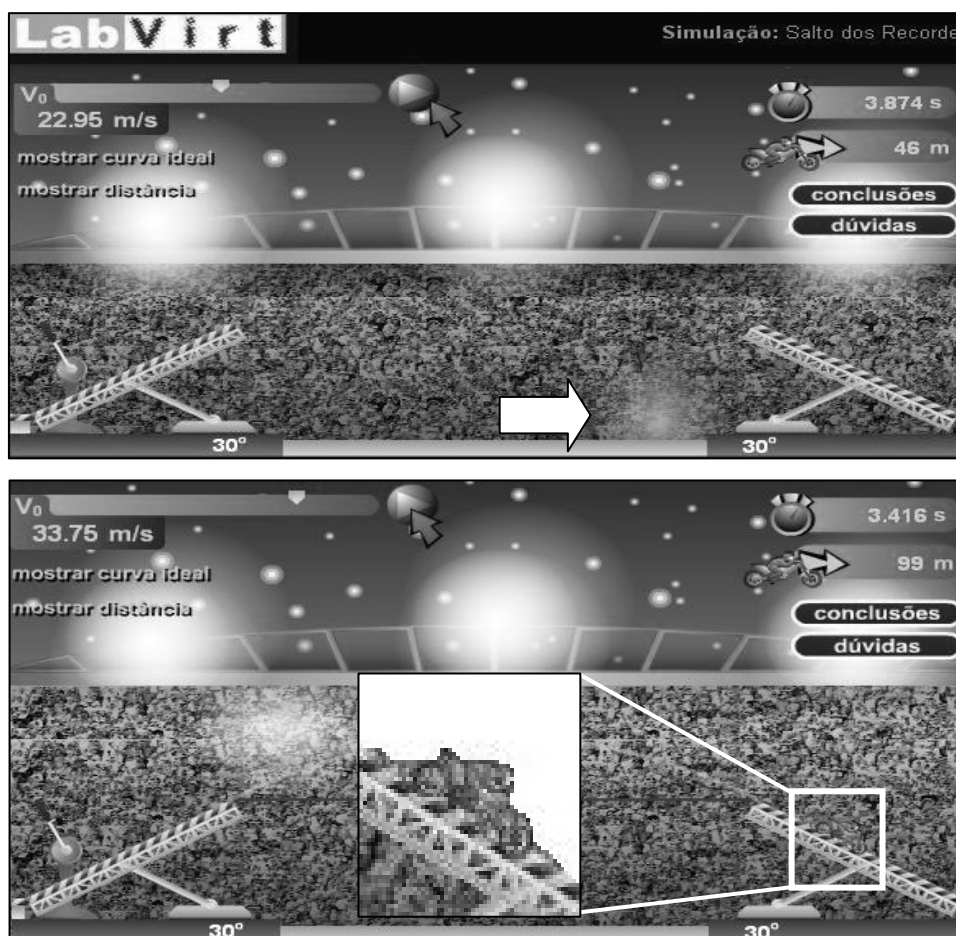 LabVirt
Simulação: Salto dos Recorde
V0
22.95 m/s
3.874 s
mostrar curva ideal
46 m
mostrar distância
conclusões
dúvidas
30°
30°
V0
33.75 m/s
3.416 s
mostrar curva ideal
99 m
mostrar distância
conclusões
dúvidas
30°
30°